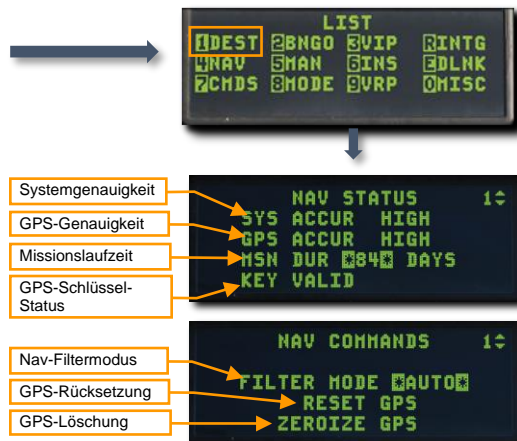 LIST
1DEST 2BNGO 3VIP RINTG
4NAV 5MAN 6INS EDLNK
7CMDS 8MODE 9VRP 0MISC
Systemgenauigkeit
GPS-Genauigkeit
Missionslaufzeit
GPS-Schlüssel-
Status
NAV STATUS 1
SYS ACCUR HIGH
GPS ACCUR HIGH
MSN DUR *84* DAYS
KEY VALID
Nav-Filtermodus
GPS-Rücksetzung
GPS-Löschung
NAV COMMANDS 1
FILTER MODE *AUTO*
RESET GPS
ZEROIZE GPS